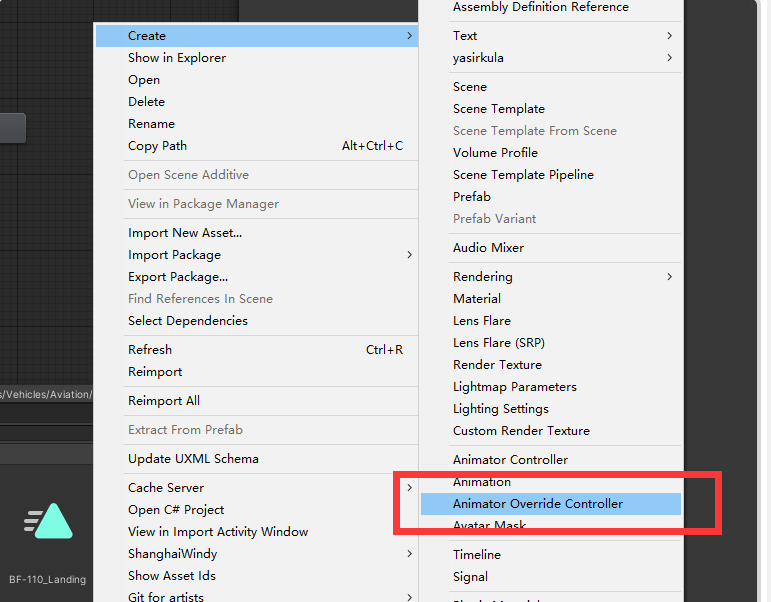 Create
Show in Explorer
Open
Delete
Rename
Copy Path Alt+Ctrl+C
Open Scene Additive
View in Package Manager
Import New Asset...
Import Package
Export Package...
Find References In Scene
Select Dependencies
Refresh Ctrl+R
Reimport
Reimport All
Extract From Prefab
Update UXML Schema
Cache Server
Open C# Project
View in Import Activity Window
ShanghaiWindy
Show Asset Ids
Git for artists
Assembly Definition Reference
Text
yasirkula
Scene
Scene Template
Scene Template From Scene
Volume Profile
Scene Template Pipeline
Prefab
Prefab Variant
Audio Mixer
Rendering
Material
Lens Flare
Lens Flare (SRP)
Render Texture
Lightmap Parameters
Lighting Settings
Custom Render Texture
Animator Controller
Animation
Animator Override Controller
Avatar Mask
Timeline
Signal
s/Vehicles/Aviation/
BF-110_Landing